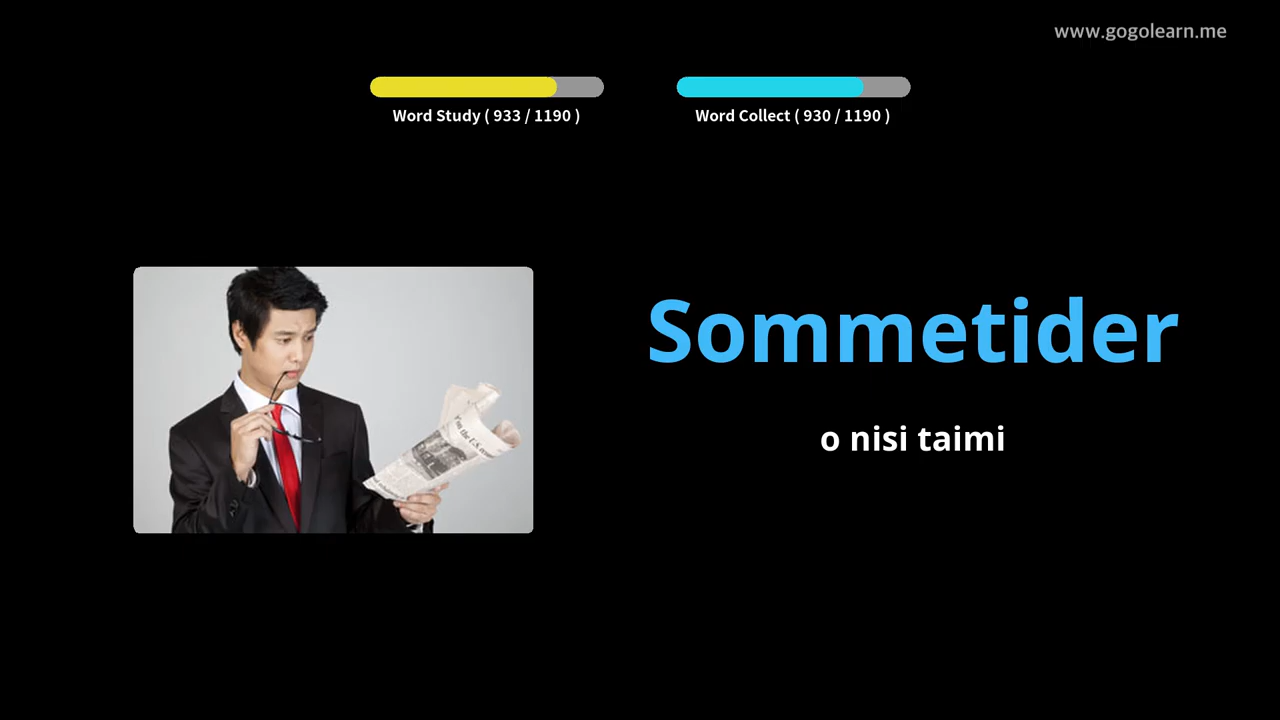 www.gogolearn.me
Word Study ( 933 / 1190 )
Word Collect ( 930 / 1190 )
Sommetider
o nisi taimi